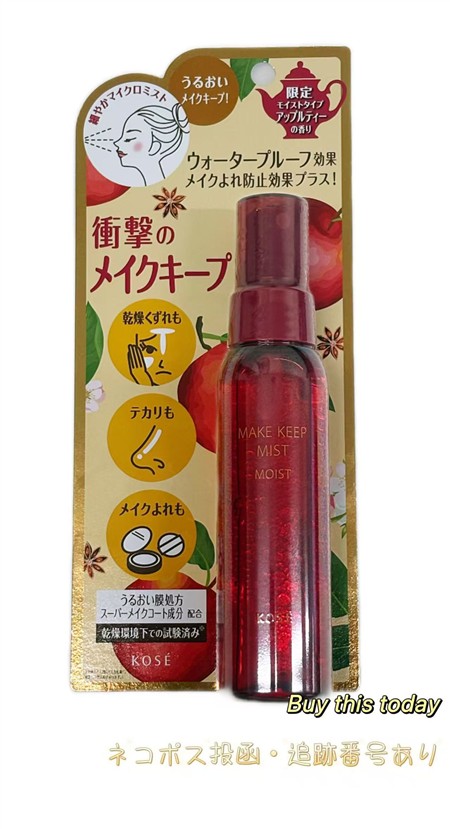 うるおい
メイクキープ!
細やかマイクロミスト
限定
モイストタイプ
アップルティー
の香り
ウォータープルーフ効果
メイクよれ防止効果プラス!
衝撃の
メイクキープ
乾燥くずれも
テカリも
メイクよれも
MAKE KEEP
MIST
MOIST
KOSÉ
うるおい膜処方
スーパーメイクコート成分 配合
乾燥環境下での試験済み
KOSÉ
Buy this today
ネコポス投函・追跡番号あり